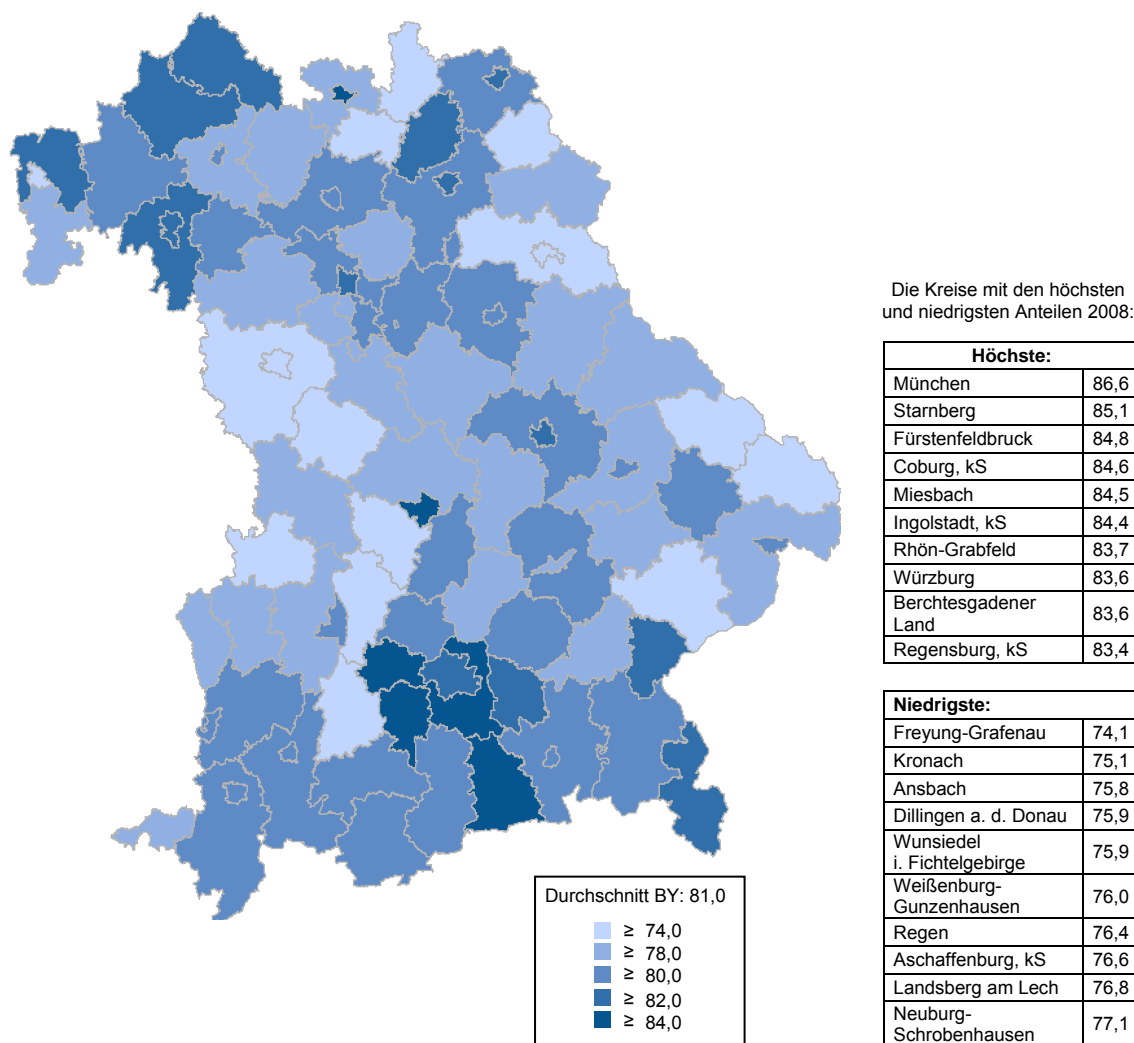 Die Kreise mit den höchsten
und niedrigsten Anteilen 2008:
Höchste:
München 86,6
Starnberg 85,1
Fürstenfeldbruck 84,8
Coburg, kS 84,6
Miesbach 84,5
Ingolstadt, kS 84,4
Rhön-Grabfeld 83,7
Würzburg 83,6
Berchtesgadener
Land 83,6
Regensburg, kS 83,4
Niedrigste:
Freyung-Grafenau 74,1
Kronach 75,1
Ansbach 75,8
Dillingen a. d. Donau 75,9
Wunsiedel
i. Fichtelgebirge 75,9
Weißenburg-
Gunzenhausen 76,0
Regen 76,4
Aschaffenburg, kS 76,6
Landsberg am Lech 76,8
Neuburg-
Schrobenhausen 77,1
Durchschnitt BY: 81,0
≥ 74,0
≥ 78,0
≥ 80,0
≥ 82,0
≥ 84,0